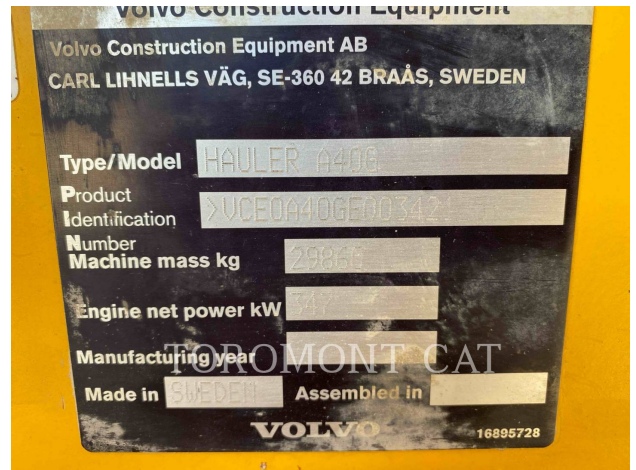 Volvo Construction Equipment
Volvo Construction Equipment AB
CARL LIHNELLS VÄG, SE-360 42 BRAÅS, SWEDEN
Type/Model HAULER A40G
Product
Identification
Number
Machine mass kg
Engine net power kW 347
Manufacturing year
TOROMONT CAT
Made in SWEDEN Assembled in
VOLVO 16895728